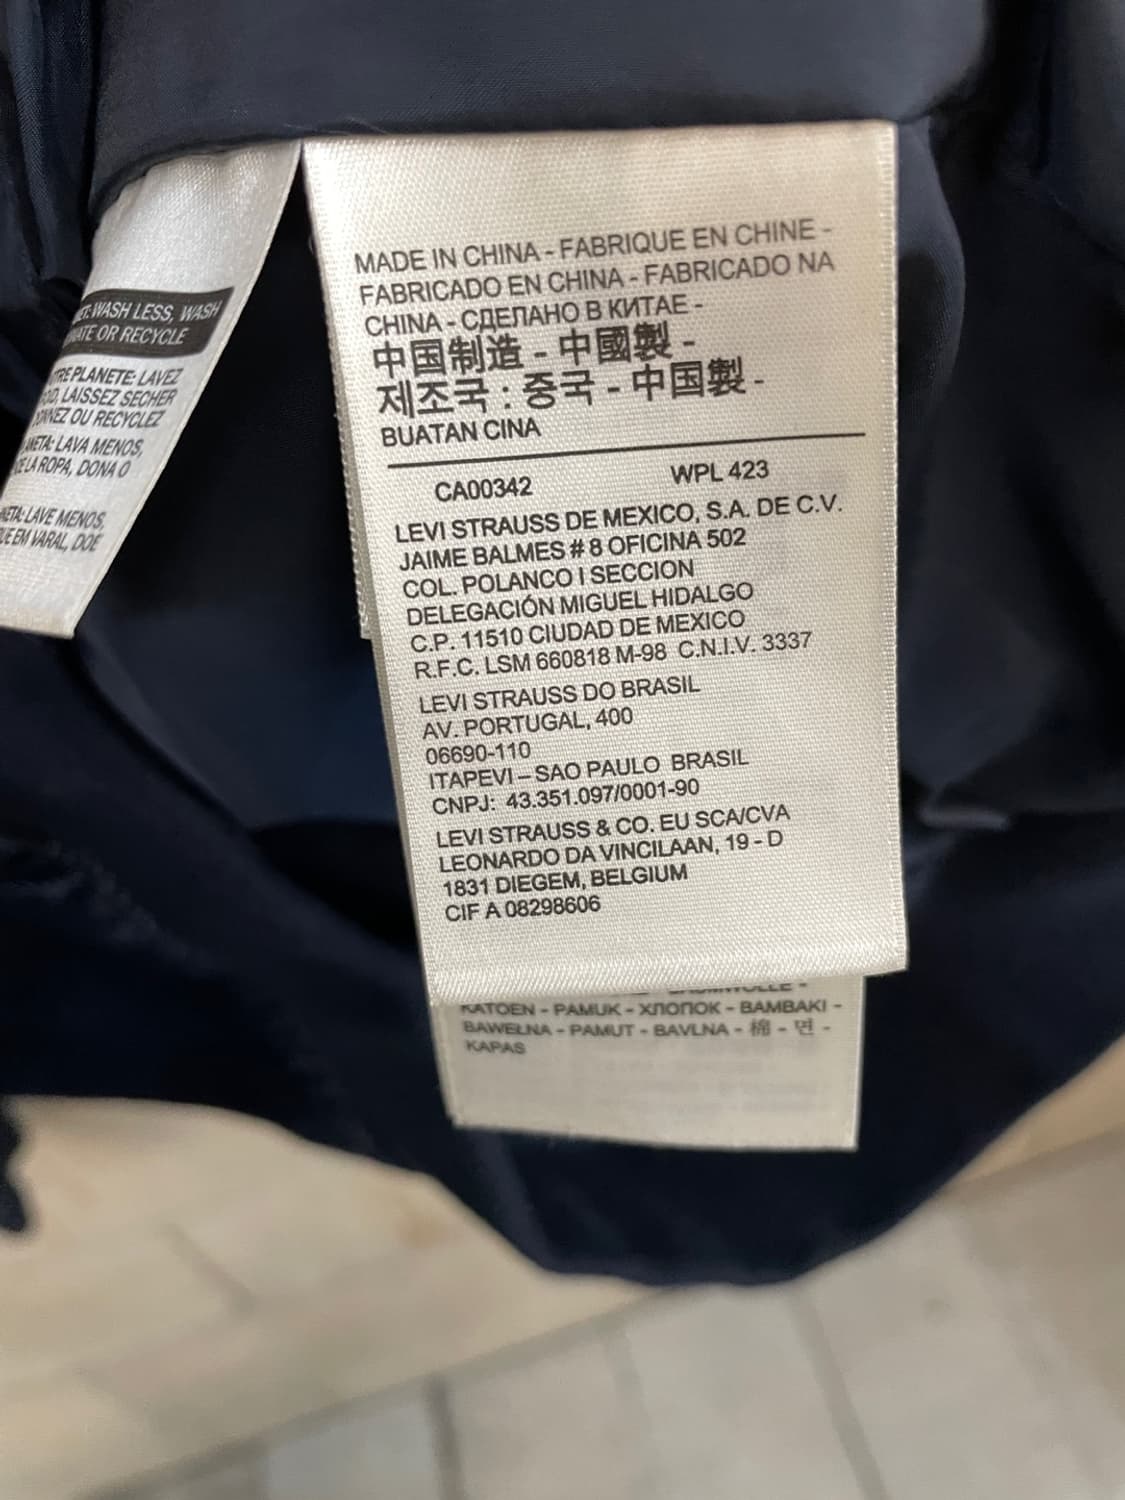 WASH LESS, WASH
OR RECYCLE
PLANETE: LAVEZ
LAISSEZ SECHER
OU RECYCLEZ
LAVA MENOS,
LA ROPA, DONA O
LAVE MENOS,
EM VARAL, DOE
MADE IN CHINA - FABRIQUE EN CHINE -
FABRICADO EN CHINA - FABRICADO NA
CHINA - СДЕЛАНО В КИТАЕ -
中国制造 - 中國製 -
제조국 : 중국 - 中国製 -
BUATAN CINA
CA00342 WPL 423
LEVI STRAUSS DE MEXICO, S.A. DE C.V.
JAIME BALMES # 8 OFICINA 502
COL. POLANCO I SECCION
DELEGACIÓN MIGUEL HIDALGO
C.P. 11510 CIUDAD DE MEXICO
R.F.C. LSM 660818 M-98 C.N.I.V. 3337
LEVI STRAUSS DO BRASIL
AV. PORTUGAL, 400
06690-110
ITAPEVI – SAO PAULO BRASIL
CNPJ: 43.351.097/0001-90
LEVI STRAUSS & CO. EU SCA/CVA
LEONARDO DA VINCILAAN, 19 - D
1831 DIEGEM, BELGIUM
CIF A 08298606
KATOEN - PAMUK - ХЛОПОК - BAMBAKI -
BAWEŁNA - PAMUT - BAVLNA - 棉 - 면 -
KAPAS